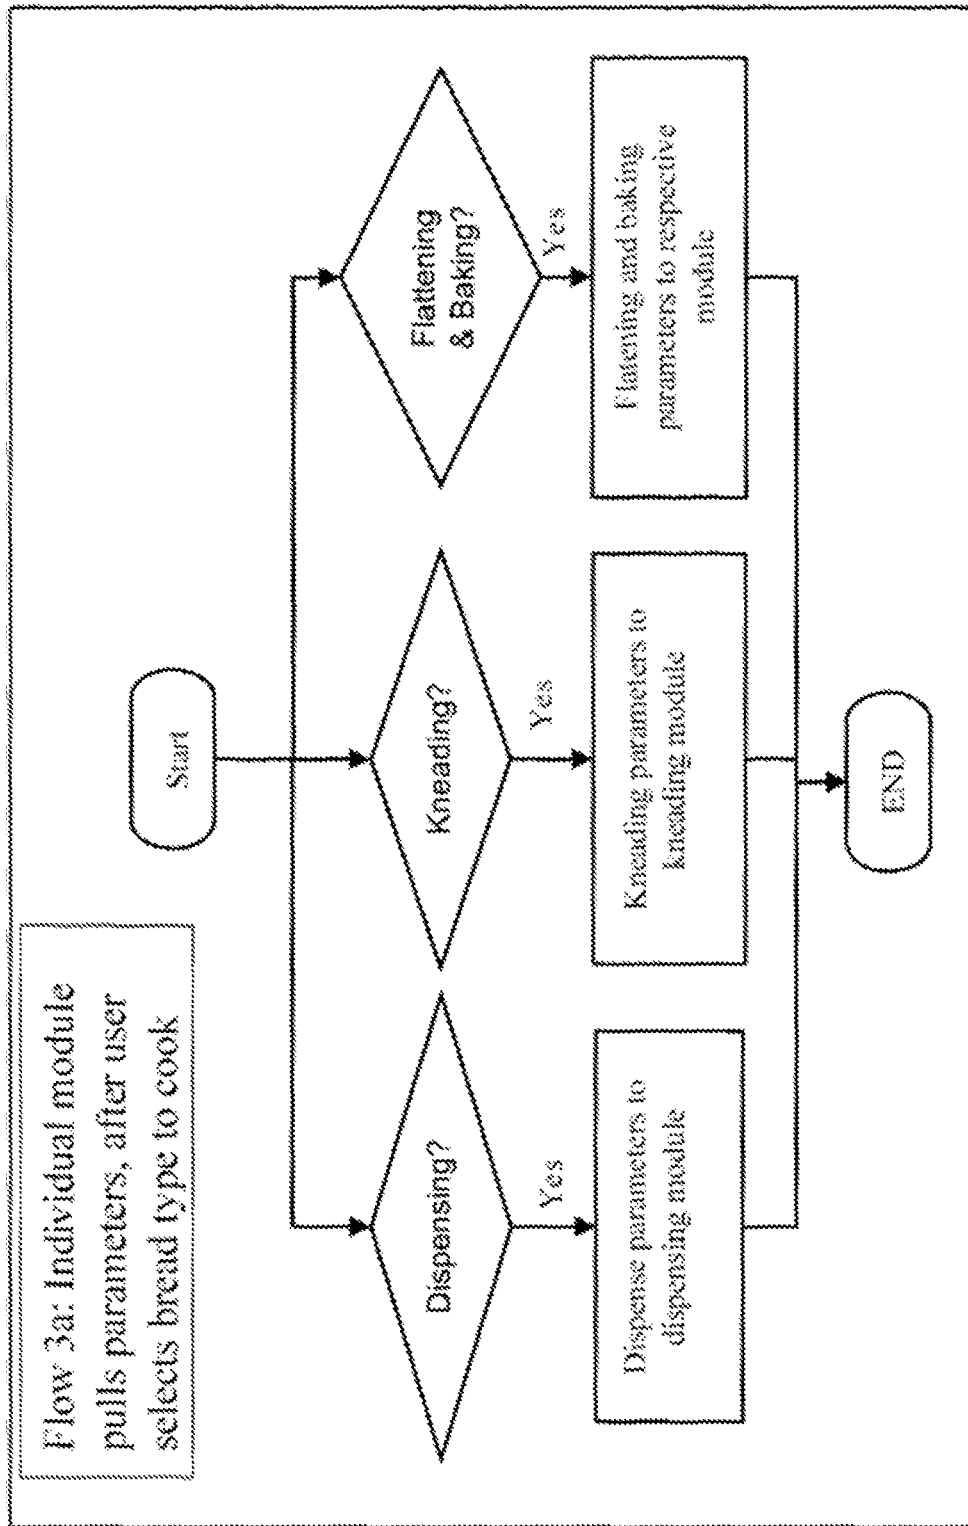 Flow 3a: Individual module
pulls parameters, after user
selects bread type to cook
Start
Dispensing?
Kneading?
Flattening
& Baking?
Yes
Yes
Yes
Dispense parameters to
dispensing module
Kneading parameters to
kneading module
Flatening and baking
parameters to respective
module
END